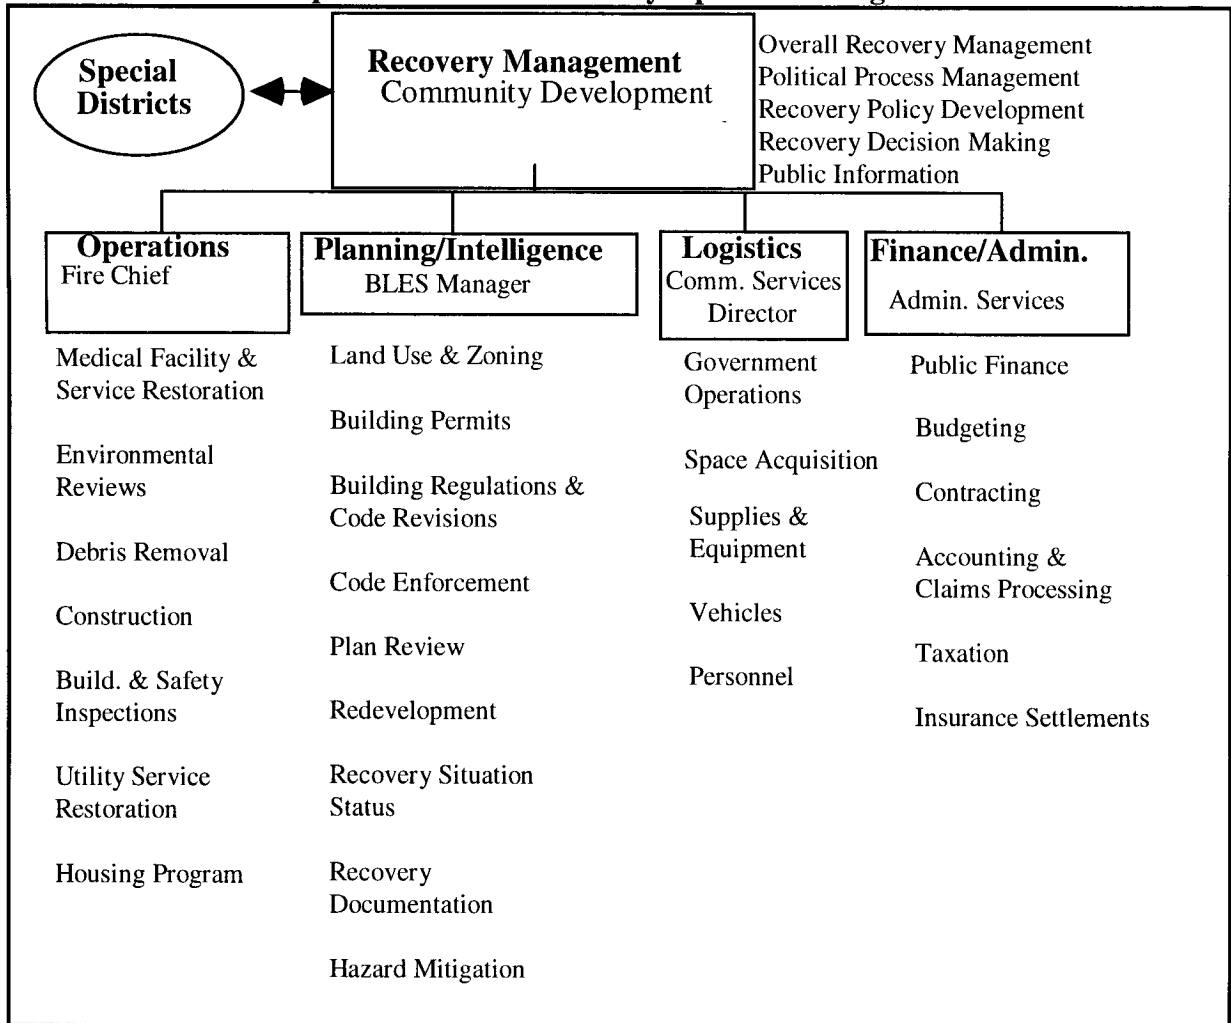 Special
Districts
Recovery Management
Community Development
Overall Recovery Management
Political Process Management
Recovery Policy Development
Recovery Decision Making
Public Information
Operations
Fire Chief
Medical Facility &
Service Restoration
Environmental
Reviews
Debris Removal
Construction
Build. & Safety
Inspections
Utility Service
Restoration
Housing Program
Planning/Intelligence
BLES Manager
Land Use & Zoning
Building Permits
Building Regulations &
Code Revisions
Code Enforcement
Plan Review
Redevelopment
Recovery Situation
Status
Recovery
Documentation
Hazard Mitigation
Logistics
Comm. Services
Director
Government
Operations
Space Acquisition
Supplies &
Equipment
Vehicles
Personnel
Finance/Admin.
Admin. Services
Public Finance
Budgeting
Contracting
Accounting &
Claims Processing
Taxation
Insurance Settlements